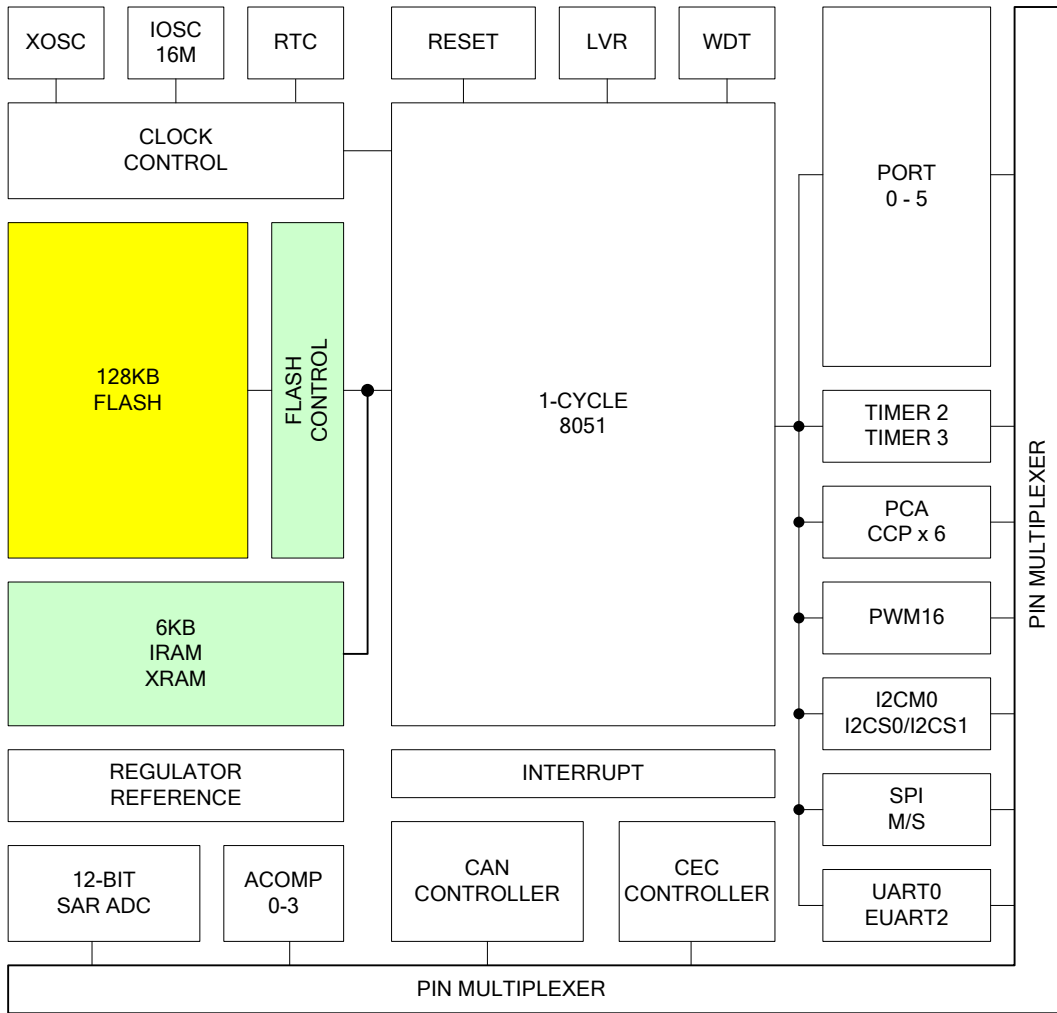 XOSC
IOSC
16M
RTC
RESET
LVR
WDT
CLOCK
CONTROL
PORT
0 - 5
128KB
FLASH
FLASH
CONTROL
1-CYCLE
8051
TIMER 2
TIMER 3
PCA
CCP x 6
PWM16
6KB
IRAM
XRAM
I2CM0
I2CS0/I2CS1
REGULATOR
REFERENCE
INTERRUPT
SPI
M/S
12-BIT
SAR ADC
ACOMP
0-3
CAN
CONTROLLER
CEC
CONTROLLER
UART0
EUART2
PIN MULTIPLEXER
PIN MULTIPLEXER